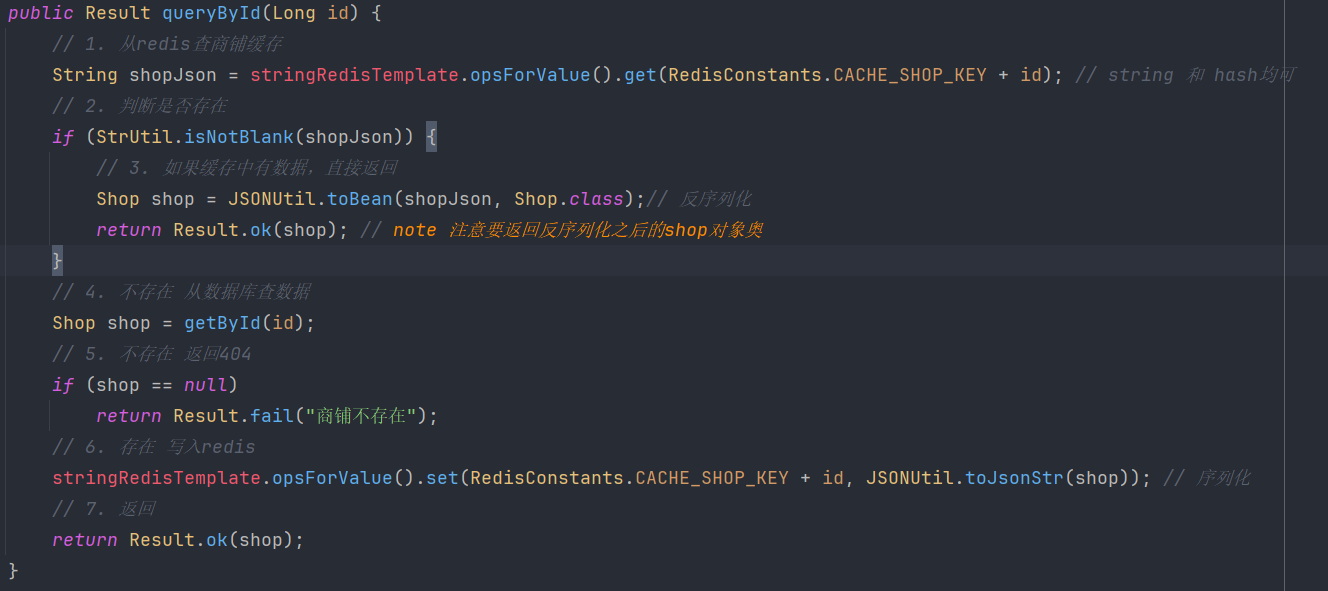 public Result queryById(Long id) {
    // 1. 从redis查商铺缓存
    String shopJson = stringRedisTemplate.opsForValue().get(RedisConstants.CACHE_SHOP_KEY + id); // string 和 hash均可
    // 2. 判断是否存在
    if (StrUtil.isNotBlank(shopJson)) {
        // 3. 如果缓存中有数据，直接返回
        Shop shop = JSONUtil.toBean(shopJson, Shop.class);// 反序列化
        return Result.ok(shop); // note 注意要返回反序列化之后的shop对象奥
    }
    // 4. 不存在 从数据库查数据
    Shop shop = getById(id);
    // 5. 不存在 返回404
    if (shop == null)
        return Result.fail("商铺不存在");
    // 6. 存在 写入redis
    stringRedisTemplate.opsForValue().set(RedisConstants.CACHE_SHOP_KEY + id, JSONUtil.toJsonStr(shop)); // 序列化
    // 7. 返回
    return Result.ok(shop);
}